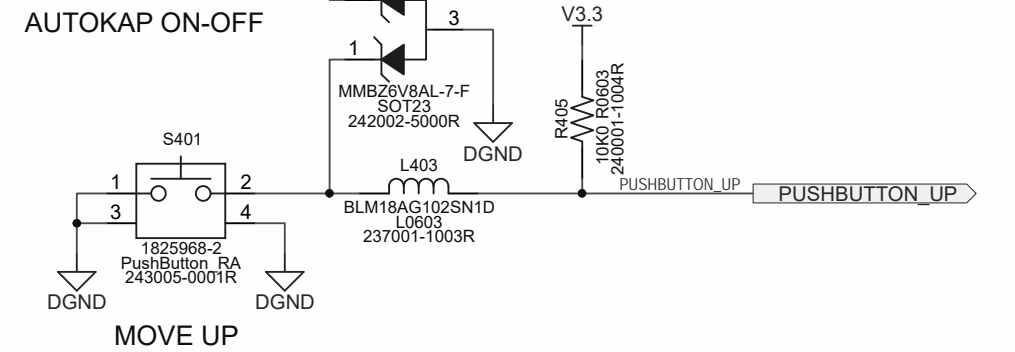 AUTOKAP ON-OFF
3
V3.3
1
MMBZ6V8AL-7-F
SOT23
242002-5000R
DGND
R405
10K0 R0603
240001-1004R
S401
1
2
3
4
1825968-2
PushButton_RA
243005-0001R
DGND
DGND
MOVE UP
L403
BLM18AG102SN1D
L0603
237001-1003R
PUSHBUTTON_UP
PUSHBUTTON_UP